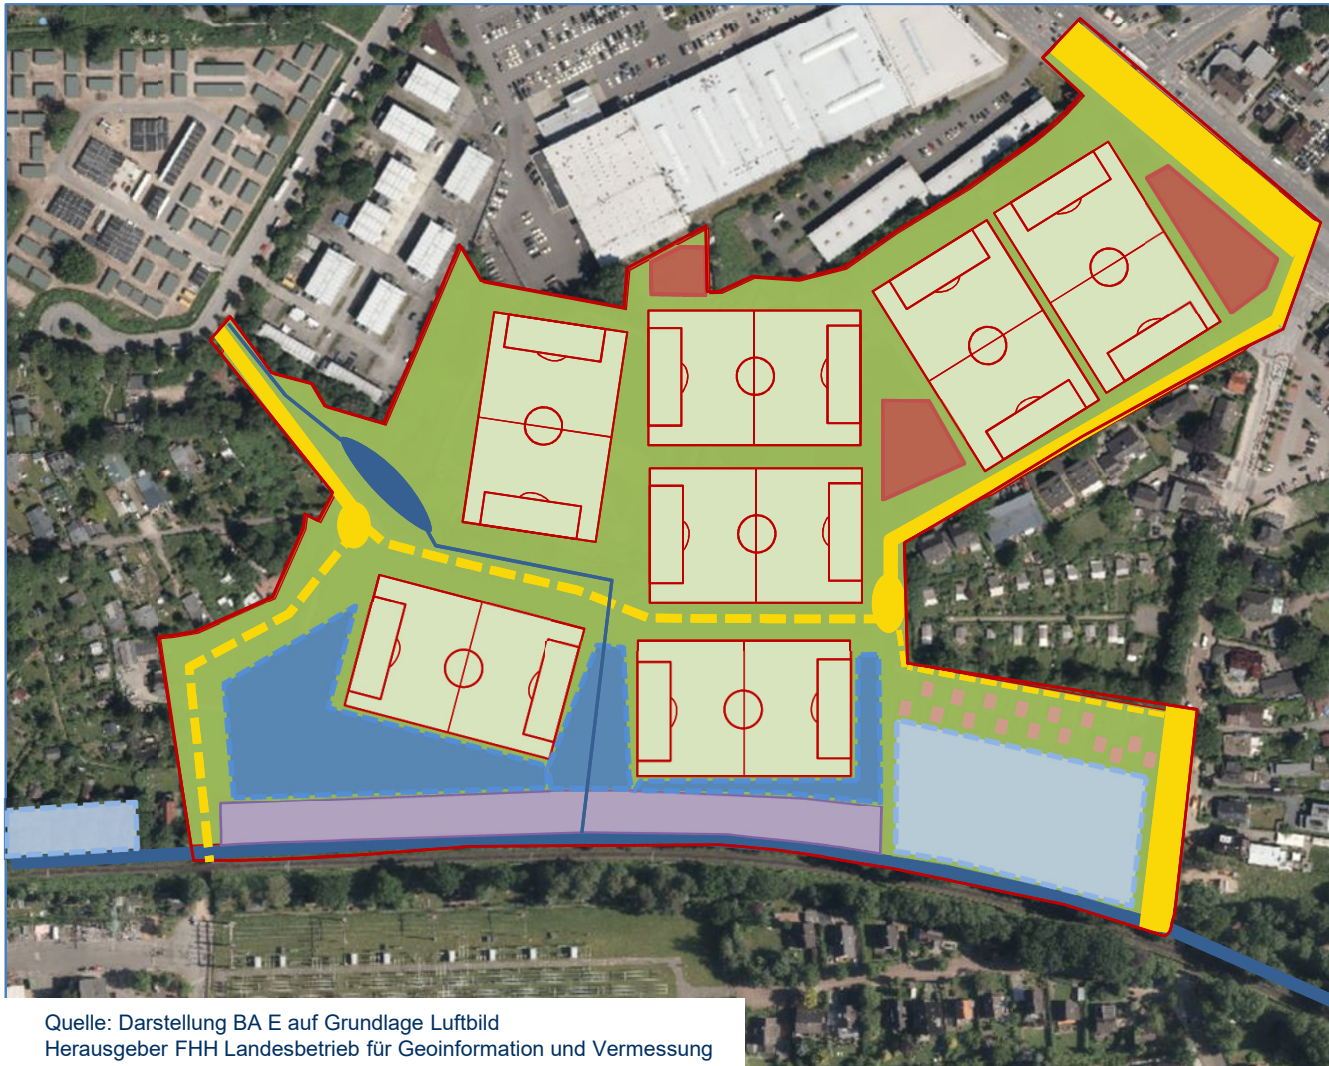 Quelle: Darstellung BA E auf Grundlage Luftbild
Herausgeber FHH Landesbetrieb für Geoinformation und Vermessung